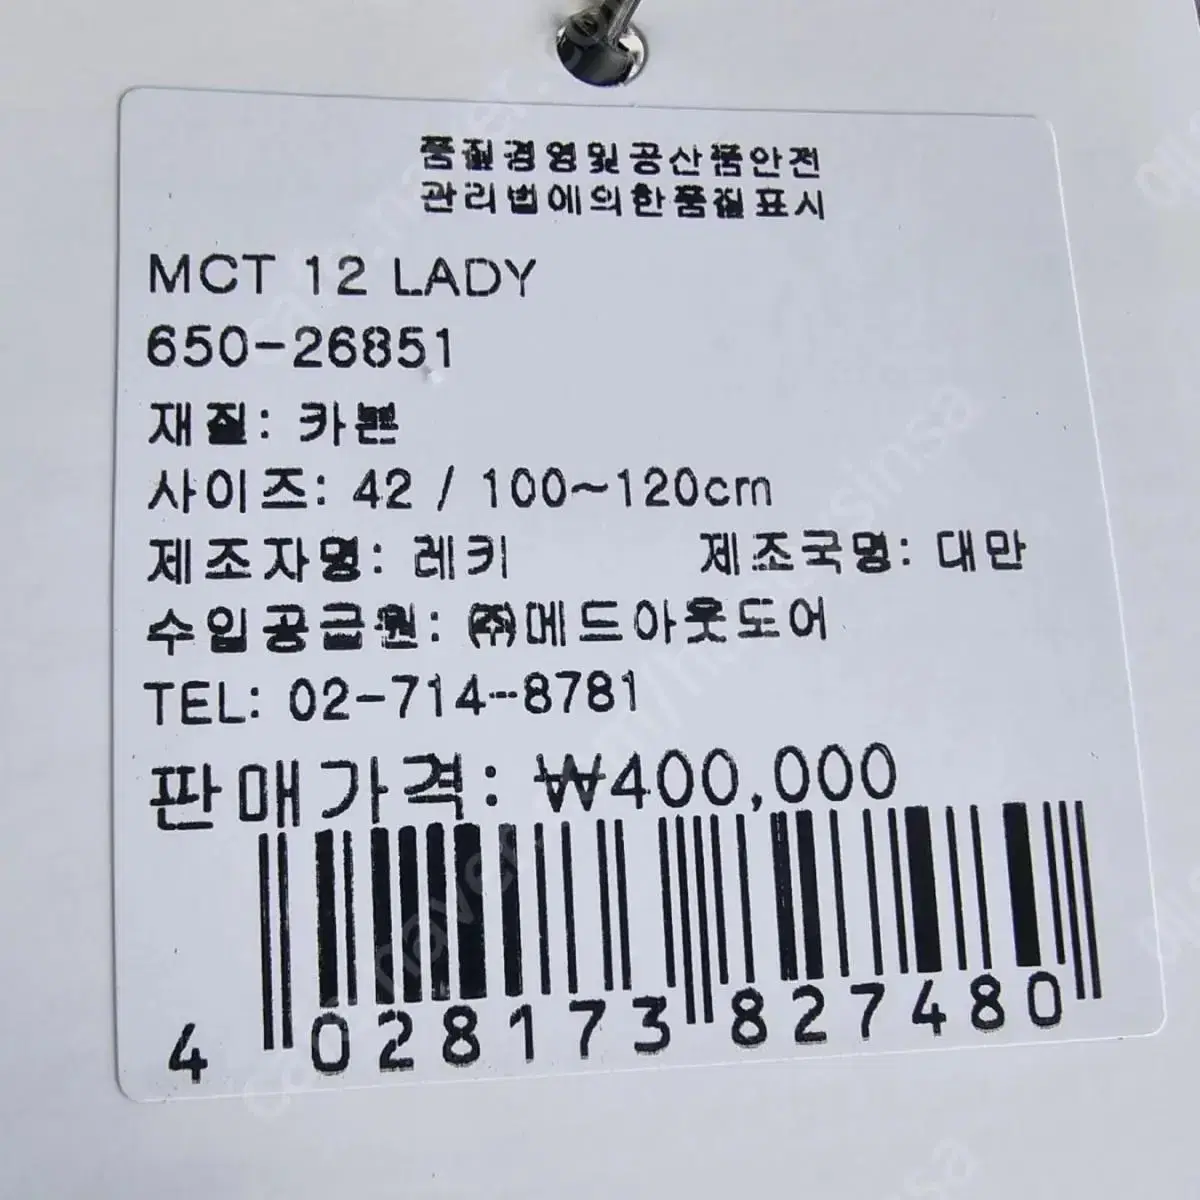 품질경영및공산품안전
관리법에의한품질표시
MCT 12 LADY
650-26851
재질: 카본
사이즈: 42 / 100~120cm
제조자명: 레키 제조국명: 대만
수입공급원: ㈜메드아웃도어
TEL: 02-714-8781
판매가격: ₩400,000
4 028173 827480